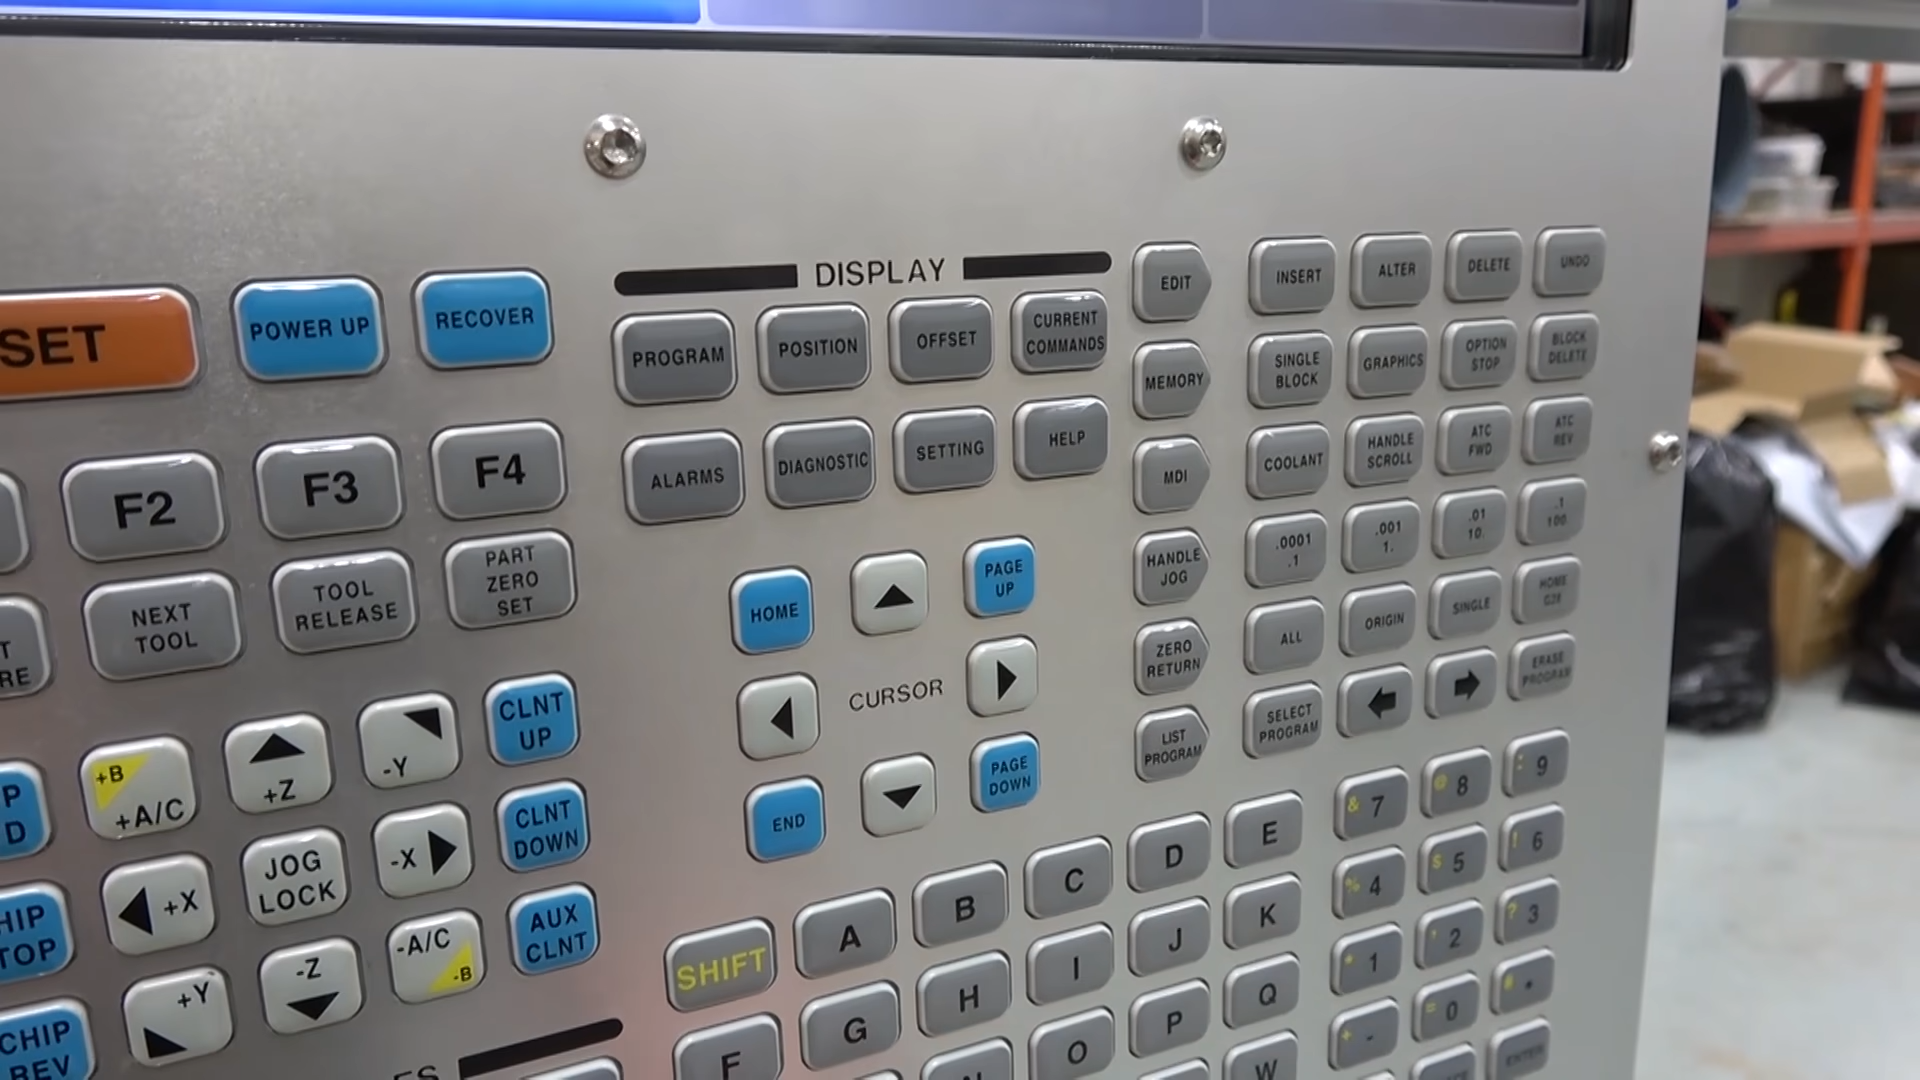 SET
POWER UP
RECOVER
F2
F3
F4
NEXT
TOOL
TOOL
RELEASE
PART
ZERO
SET
+B
+A/C
+Z
-Y
CLNT
UP
+X
JOG
LOCK
-X
CLNT
DOWN
+Y
-Z
-A/C
-B
AUX
CLNT
CHIP
REV
DISPLAY
PROGRAM
POSITION
OFFSET
CURRENT
COMMANDS
ALARMS
DIAGNOSTIC
SETTING
HELP
HOME
PAGE
UP
CURSOR
END
PAGE
DOWN
EDIT
INSERT
ALTER
DELETE
UNDO
MEMORY
SINGLE
BLOCK
GRAPHICS
OPTION
STOP
BLOCK
DELETE
MDI
COOLANT
HANDLE
SCROLL
ATC
FWD
ATC
REV
HANDLE
JOG
.0001
.1
.001
1.
.01
10.
.1
100.
ZERO
RETURN
ALL
ORIGIN
SINGLE
HOME
G28
LIST
PROGRAM
SELECT
PROGRAM
ERASE
PROGRAM
SHIFT
A
B
C
D
E
& 7
@ 8
: 9
F
G
H
I
J
K
% 4
$ 5
! 6
O
P
Q
1
2
? 3
W
+ -
= 0
# .
ENTER